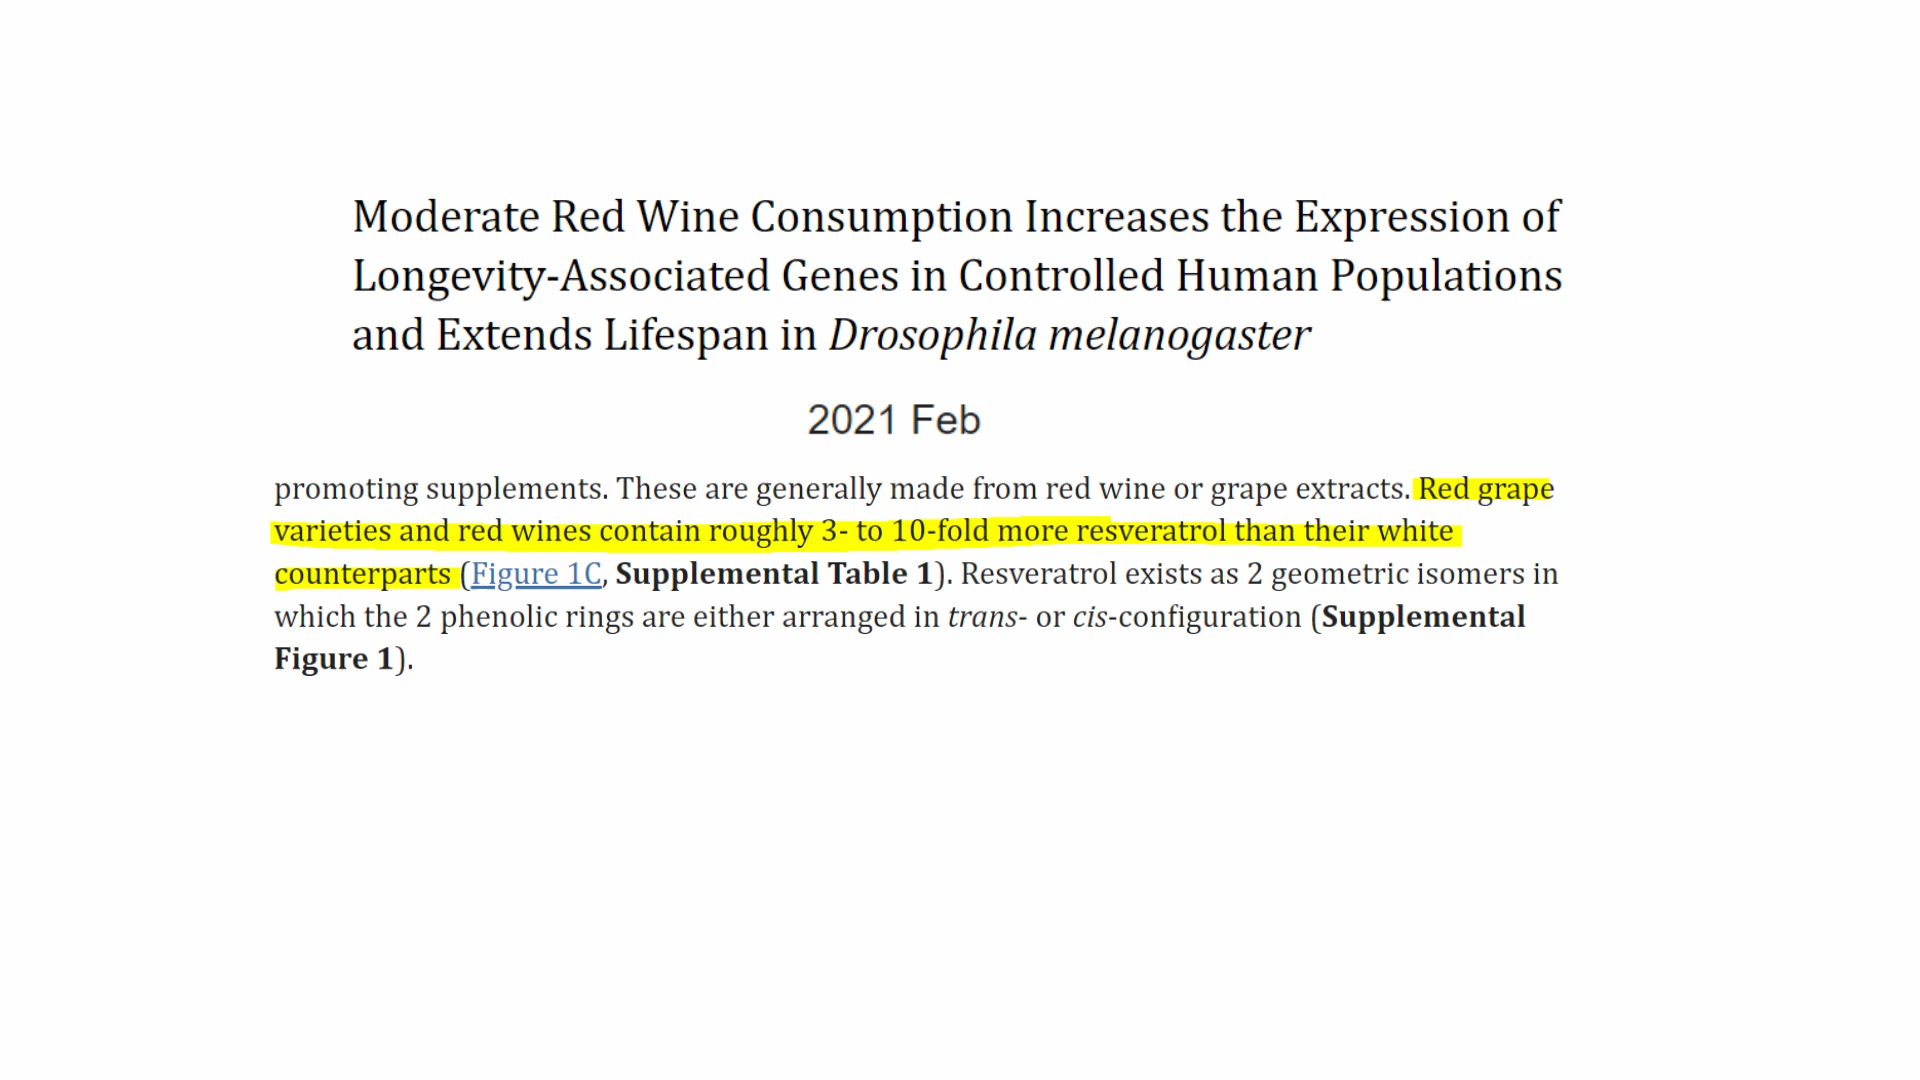 Moderate Red Wine Consumption Increases the Expression of
Longevity-Associated Genes in Controlled Human Populations
and Extends Lifespan in Drosophila melanogaster
2021 Feb
promoting supplements. These are generally made from red wine or grape extracts. Red grape
varieties and red wines contain roughly 3- to 10-fold more resveratrol than their white
counterparts (Figure 1C, Supplemental Table 1). Resveratrol exists as 2 geometric isomers in
which the 2 phenolic rings are either arranged in trans- or cis-configuration (Supplemental
Figure 1).